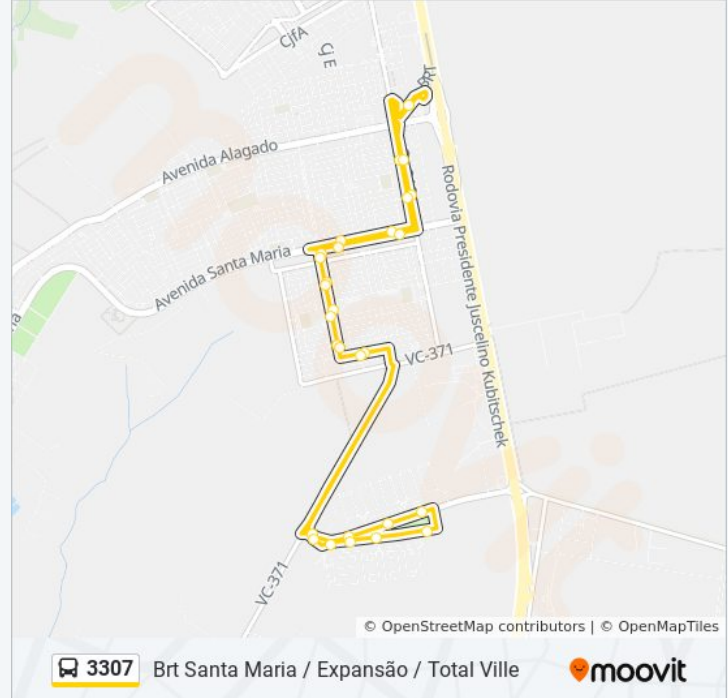 CjfA
Cj E
BRT
Avenida Alagado
Rodovia Presidente Juscelino Kubitschek
Avenida Santa Maria
VC-371
VC-371
© OpenStreetMap contributors | © OpenMapTiles
3307 Brt Santa Maria / Expansão / Total Ville
moovit